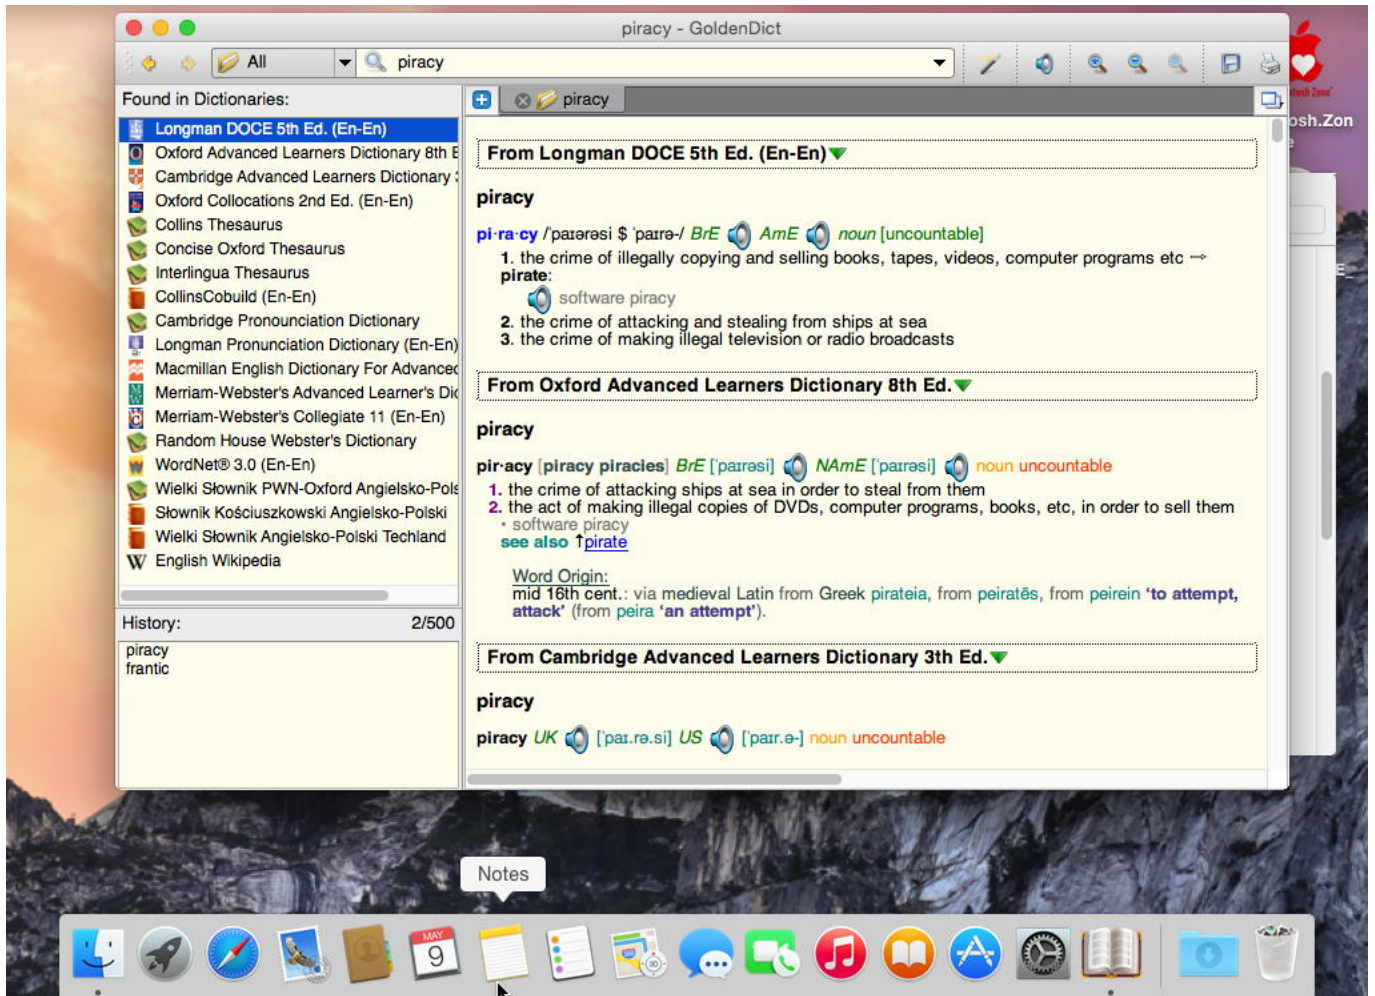 piracy - GoldenDict
All
piracy
Found in Dictionaries:
piracy
Longman DOCE 5th Ed. (En-En)
Oxford Advanced Learners Dictionary 8th E
Cambridge Advanced Learners Dictionary 3
Oxford Collocations 2nd Ed. (En-En)
Collins Thesaurus
Concise Oxford Thesaurus
Interlingua Thesaurus
CollinsCobuild (En-En)
Cambridge Pronounciation Dictionary
Longman Pronunciation Dictionary (En-En)
Macmillan English Dictionary For Advanced
Merriam-Webster's Advanced Learner's Dic
Merriam-Webster's Collegiate 11 (En-En)
Random House Webster's Dictionary
WordNet® 3.0 (En-En)
Wielki Słownik PWN-Oxford Angielsko-Pols
Słownik Kościuszkowski Angielsko-Polski
Wielki Słownik Angielsko-Polski Techland
W English Wikipedia
History: 2/500
piracy
frantic
From Longman DOCE 5th Ed. (En-En)
piracy
pi·ra·cy /ˈpaɪərəsi $ ˈpaɪrə-/ BrE AmE noun [uncountable]
1. the crime of illegally copying and selling books, tapes, videos, computer programs etc →
pirate:
software piracy
2. the crime of attacking and stealing from ships at sea
3. the crime of making illegal television or radio broadcasts
From Oxford Advanced Learners Dictionary 8th Ed.
piracy
pir·acy [piracy piracies] BrE [ˈpaɪrəsi] NAmE [ˈpaɪrəsi] noun uncountable
1. the crime of attacking ships at sea in order to steal from them
2. the act of making illegal copies of DVDs, computer programs, books, etc, in order to sell them
• software piracy
see also ↑pirate
Word Origin:
mid 16th cent.: via medieval Latin from Greek pirateia, from peiratēs, from peirein ‘to attempt,
attack’ (from peira ‘an attempt’).
From Cambridge Advanced Learners Dictionary 3th Ed.
piracy
piracy UK [ˈpaɪ.rə.si] US [ˈpaɪr.ə-] noun uncountable
osh.Zon
e
Notes
MAY
9
3D